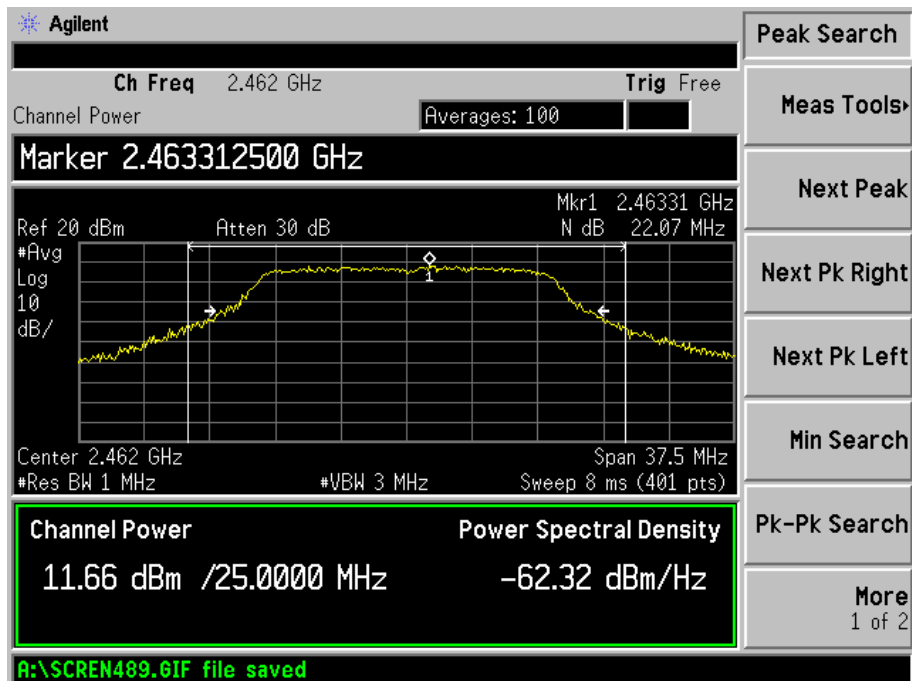 Agilent
Peak Search
Ch Freq 2.462 GHz Trig Free
Channel Power Averages: 100
Meas Tools
Marker 2.463312500 GHz
Next Peak
Mkr1 2.46331 GHz
Ref 20 dBm Atten 30 dB N dB 22.07 MHz
#Avg
Log
10
dB/
1
Next Pk Right
Next Pk Left
Center 2.462 GHz Span 37.5 MHz
#Res BW 1 MHz #VBW 3 MHz Sweep 8 ms (401 pts)
Min Search
Channel Power Power Spectral Density
11.66 dBm /25.0000 MHz -62.32 dBm/Hz
Pk-Pk Search
More
1 of 2
A:\SCREN489.GIF file saved